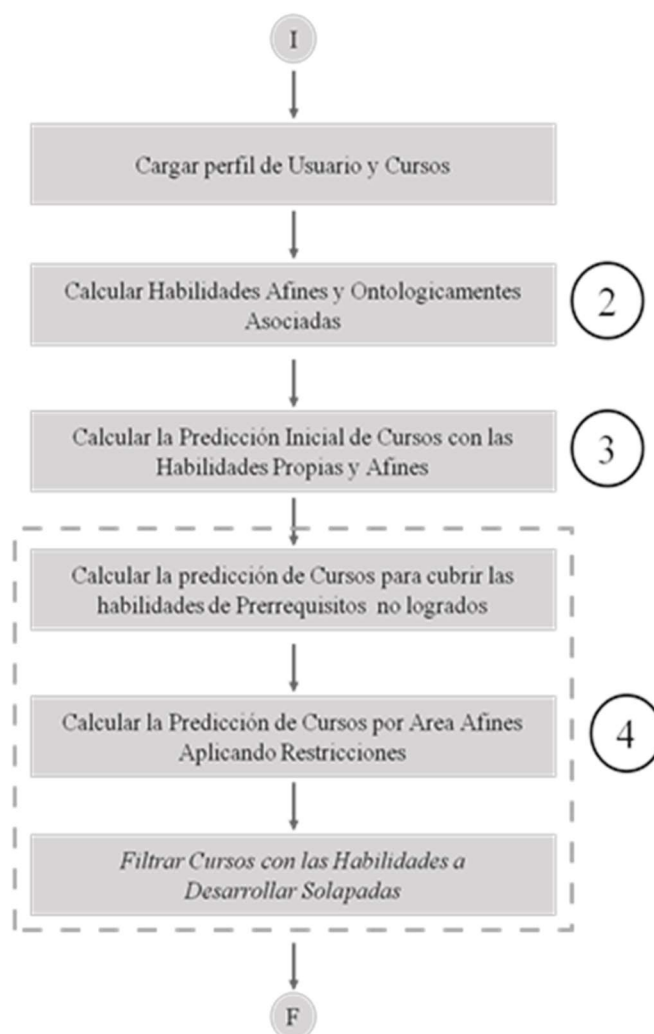 I
Cargar perfil de Usuario y Cursos
Calcular Habilidades Afines y Ontologicamentes
Asociadas
2
Calcular la Predicción Inicial de Cursos con las
Habilidades Propias y Afines
3
Calcular la predicción de Cursos para cubrir las
habilidades de Prerrequisitos no logrados
Calcular la Predicción de Cursos por Area Afines
Aplicando Restricciones
4
Filtrar Cursos con las Habilidades a
Desarrollar Solapadas
F